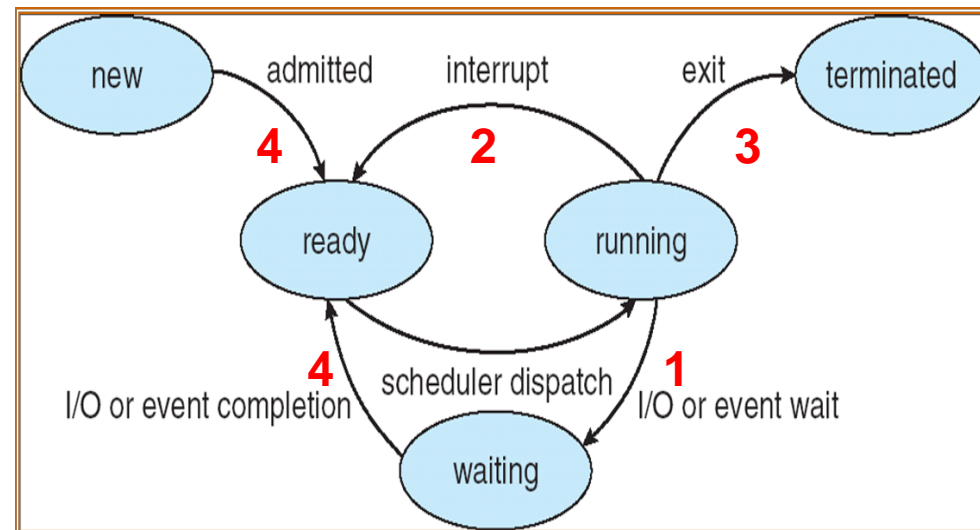 new
admitted
interrupt
exit
terminated
4
2
3
ready
running
4
scheduler dispatch
1
I/O or event completion
I/O or event wait
waiting